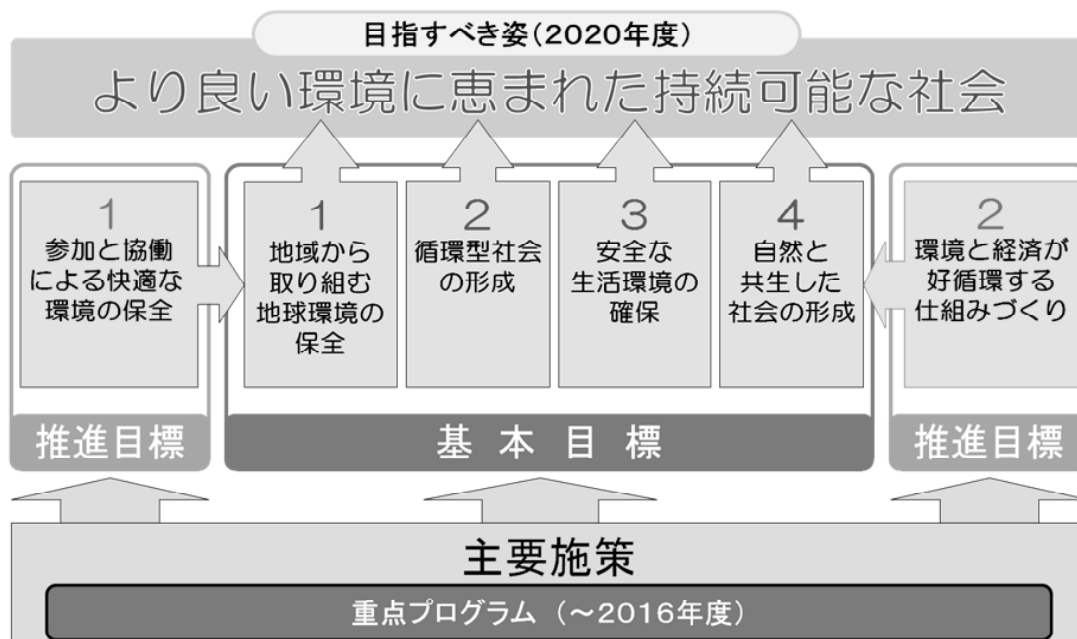 目指すべき姿（2020年度）
より良い環境に恵まれた持続可能な社会
1
参加と協働
による快適な
環境の保全
推進目標
1
地域から
取り組む
地球環境の
保全
2
循環型社会
の形成
3
安全な
生活環境の
確保
4
自然と
共生した
社会の形成
基本目標
2
環境と経済が
好循環する
仕組みづくり
推進目標
主要施策
重点プログラム（～2016年度）